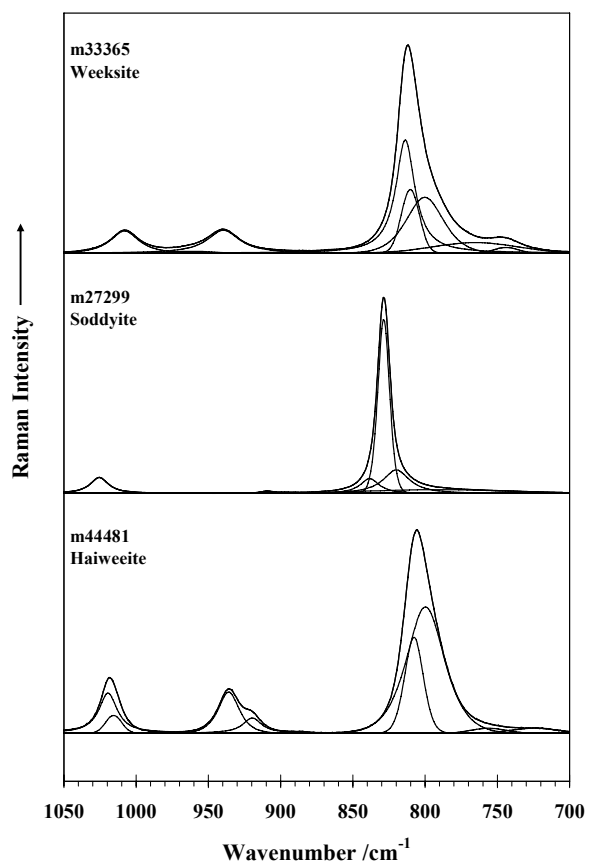 m33365
Weeksite
m27299
Soddyite
m44481
Haiweeite
Raman Intensity
1050 1000 950 900 850 800 750 700
Wavenumber /cm-1